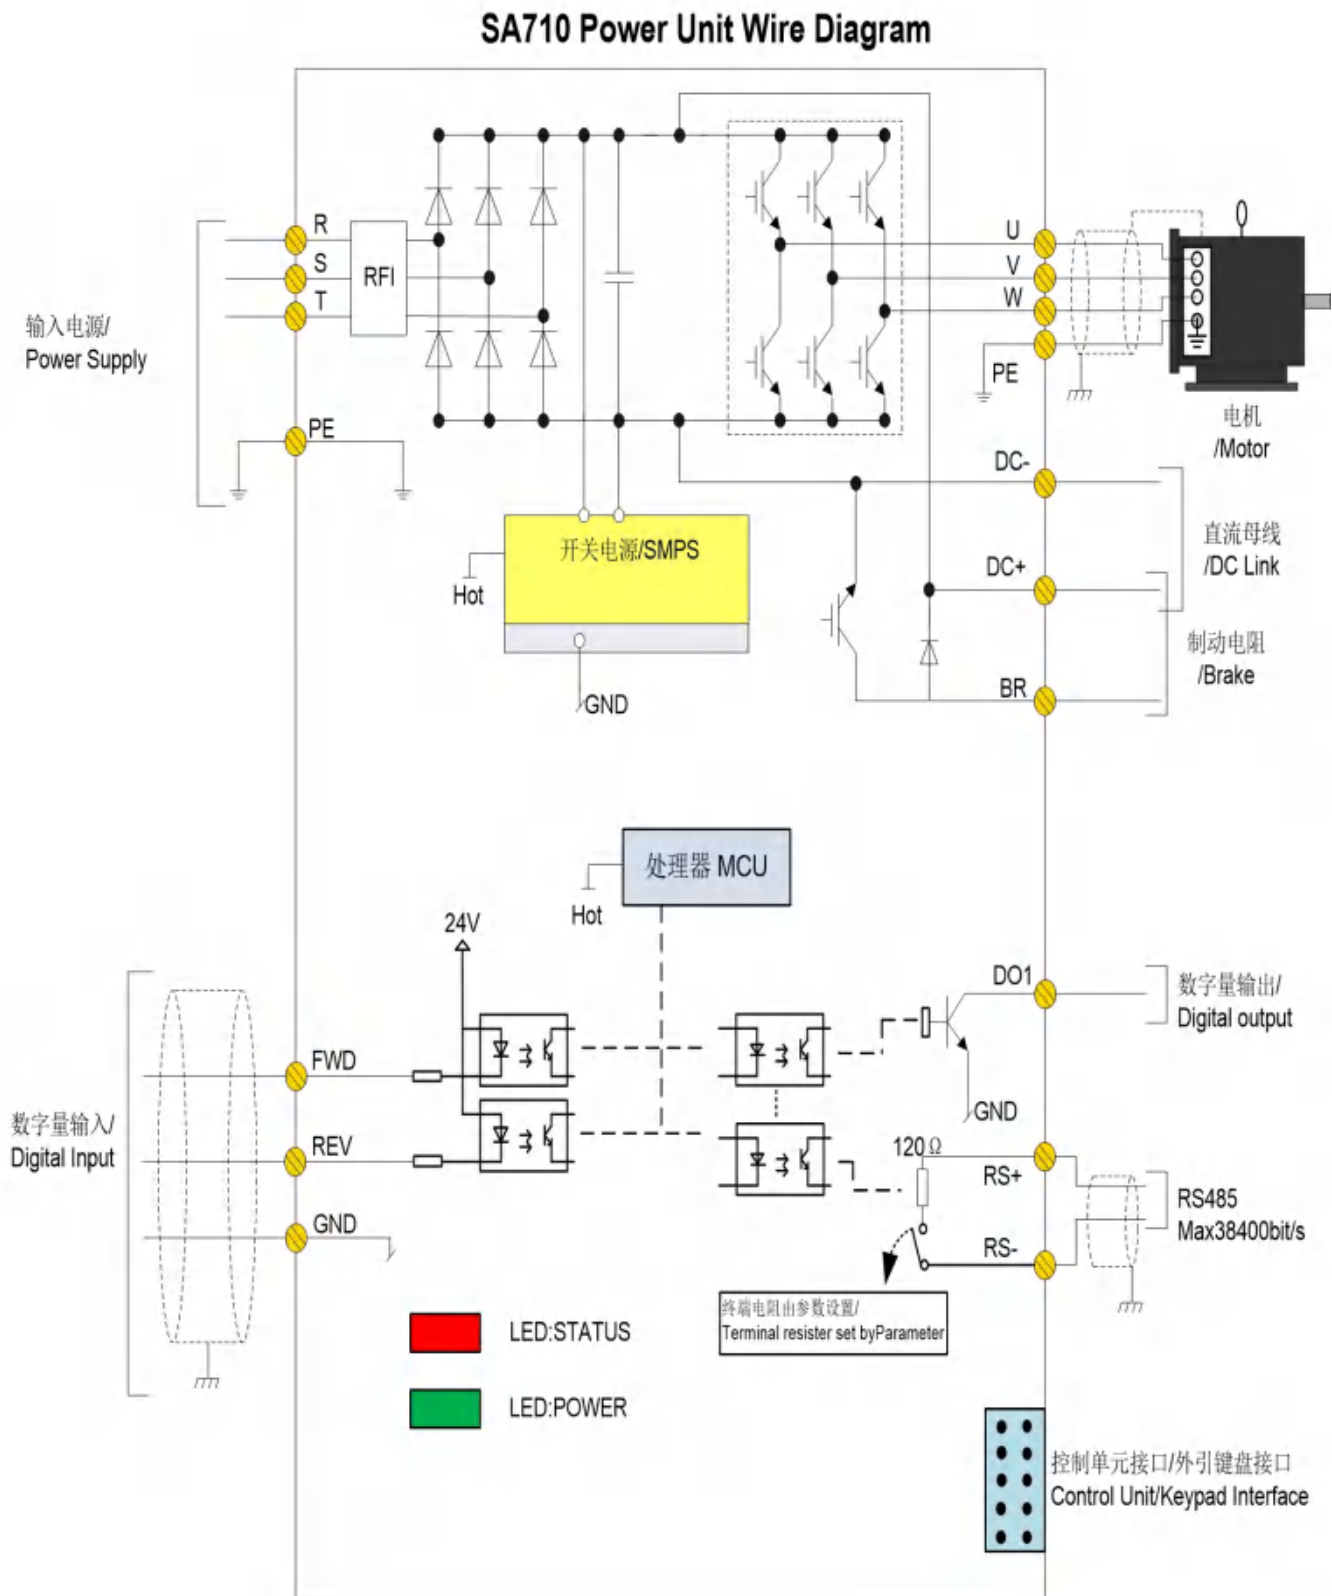 SA710 Power Unit Wire Diagram
R
S
T
RFI
输入电源/
Power Supply
PE
U
V
W
PE
电机
/Motor
DC-
直流母线
/DC Link
DC+
制动电阻
/Brake
BR
开关电源/SMPS
Hot
GND
处理器 MCU
Hot
24V
DO1
数字量输出/
Digital output
GND
FWD
数字量输入/
Digital Input
REV
GND
120 Ω
RS+
RS485
Max38400bit/s
RS-
终端电阻由参数设置/
Terminal resister set byParameter
LED:STATUS
LED:POWER
控制单元接口/外引键盘接口
Control Unit/Keypad Interface